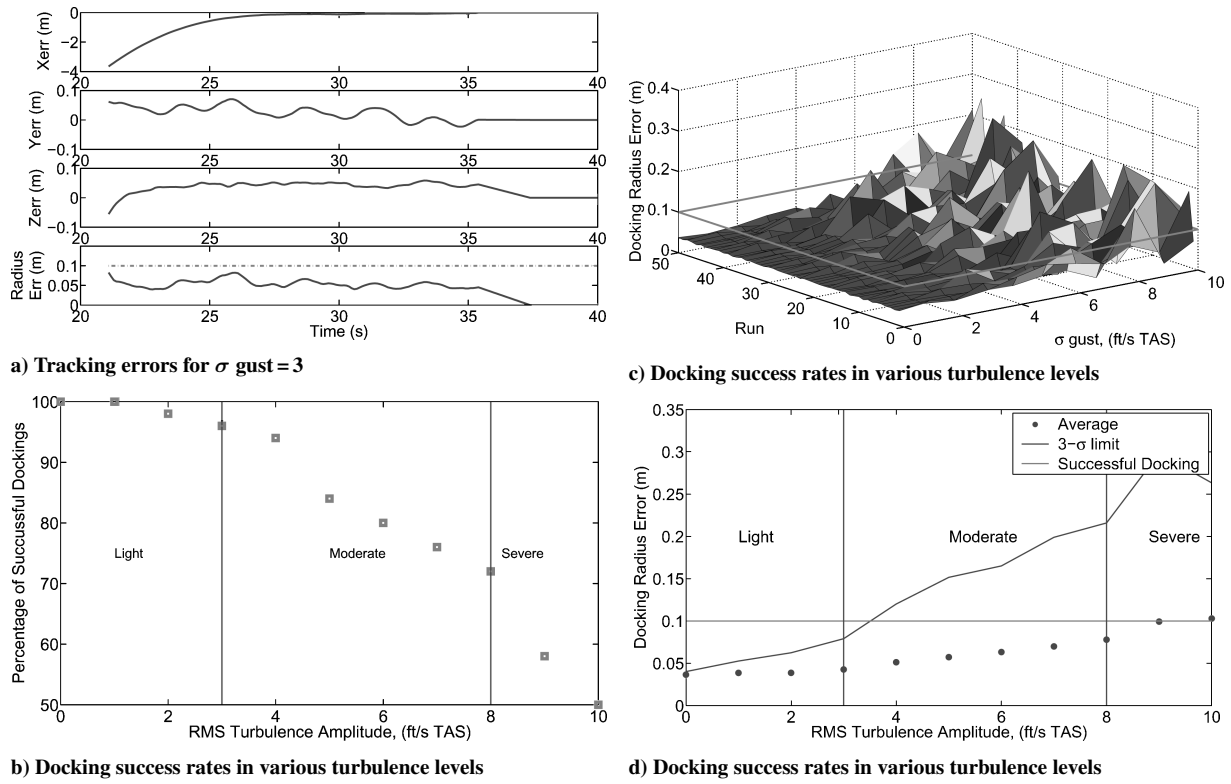 0
-2
-4
Xerr (m)
20 25 30 35 40
0.1
0
-0.1
Yerr (m)
20 25 30 35 40
0.1
0
-0.1
Zerr (m)
20 25 30 35 40
0.1
0.05
0
Radius
Err (m)
20 25 30 35 40
Time (s)
a) Tracking errors for σ gust = 3
100
90
80
70
60
50
Percentage of Succussful Dockings
Light
Moderate
Severe
0 2 4 6 8 10
RMS Turbulence Amplitude, (ft/s TAS)
b) Docking success rates in various turbulence levels
0.4
0.3
0.2
0.1
0
Docking Radius Error (m)
50
40
30
20
10
0
Run
0
2
4
6
8
10
σ gust, (ft/s TAS)
c) Docking success rates in various turbulence levels
0.35
0.3
0.25
0.2
0.15
0.1
0.05
0
Docking Radius Error (m)
Average
3-σ limit
Successful Docking
Light
Moderate
Severe
0 2 4 6 8 10
RMS Turbulence Amplitude, (ft/s TAS)
d) Docking success rates in various turbulence levels